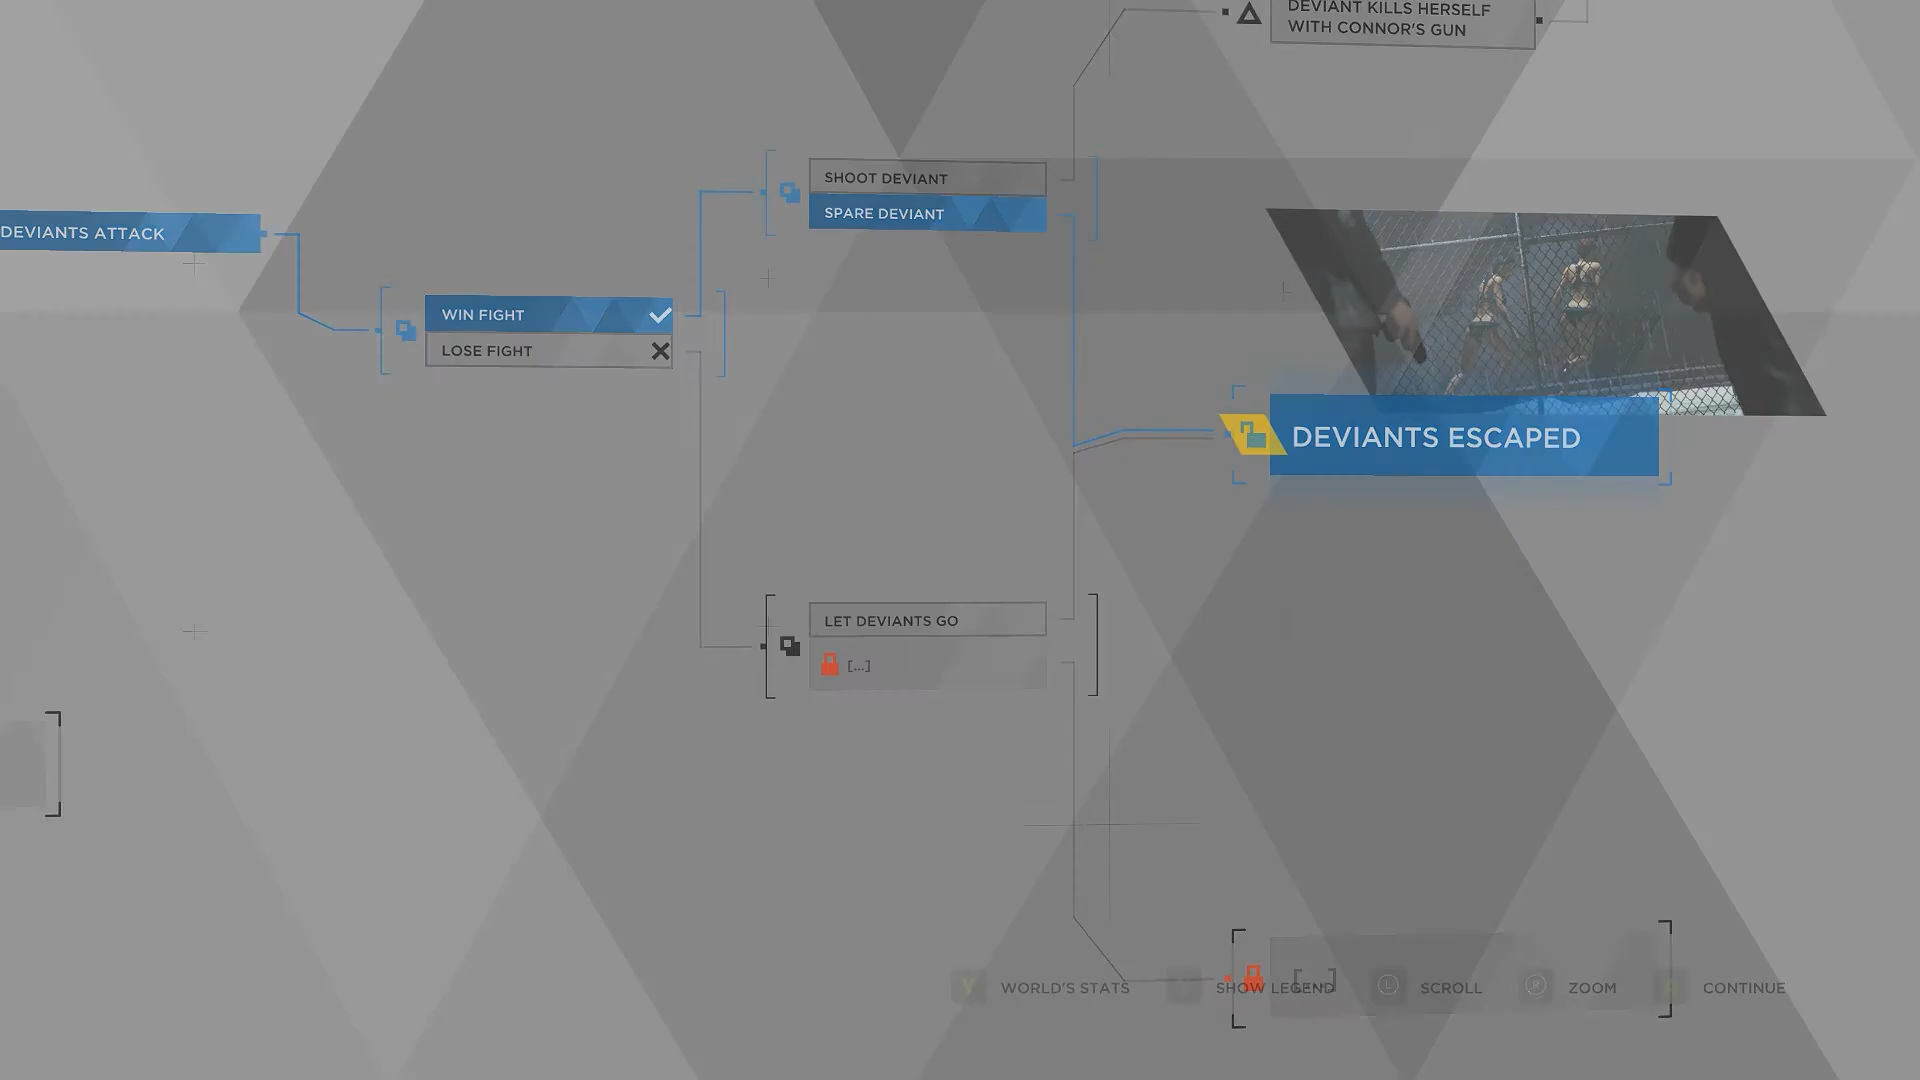 DEVIANT KILLS HERSELF
WITH CONNOR'S GUN
SHOOT DEVIANT
SPARE DEVIANT
DEVIANTS ATTACK
WIN FIGHT
LOSE FIGHT
DEVIANTS ESCAPED
LET DEVIANTS GO
[...]
[...]
Y WORLD'S STATS SHOW LEGEND L SCROLL R ZOOM CONTINUE